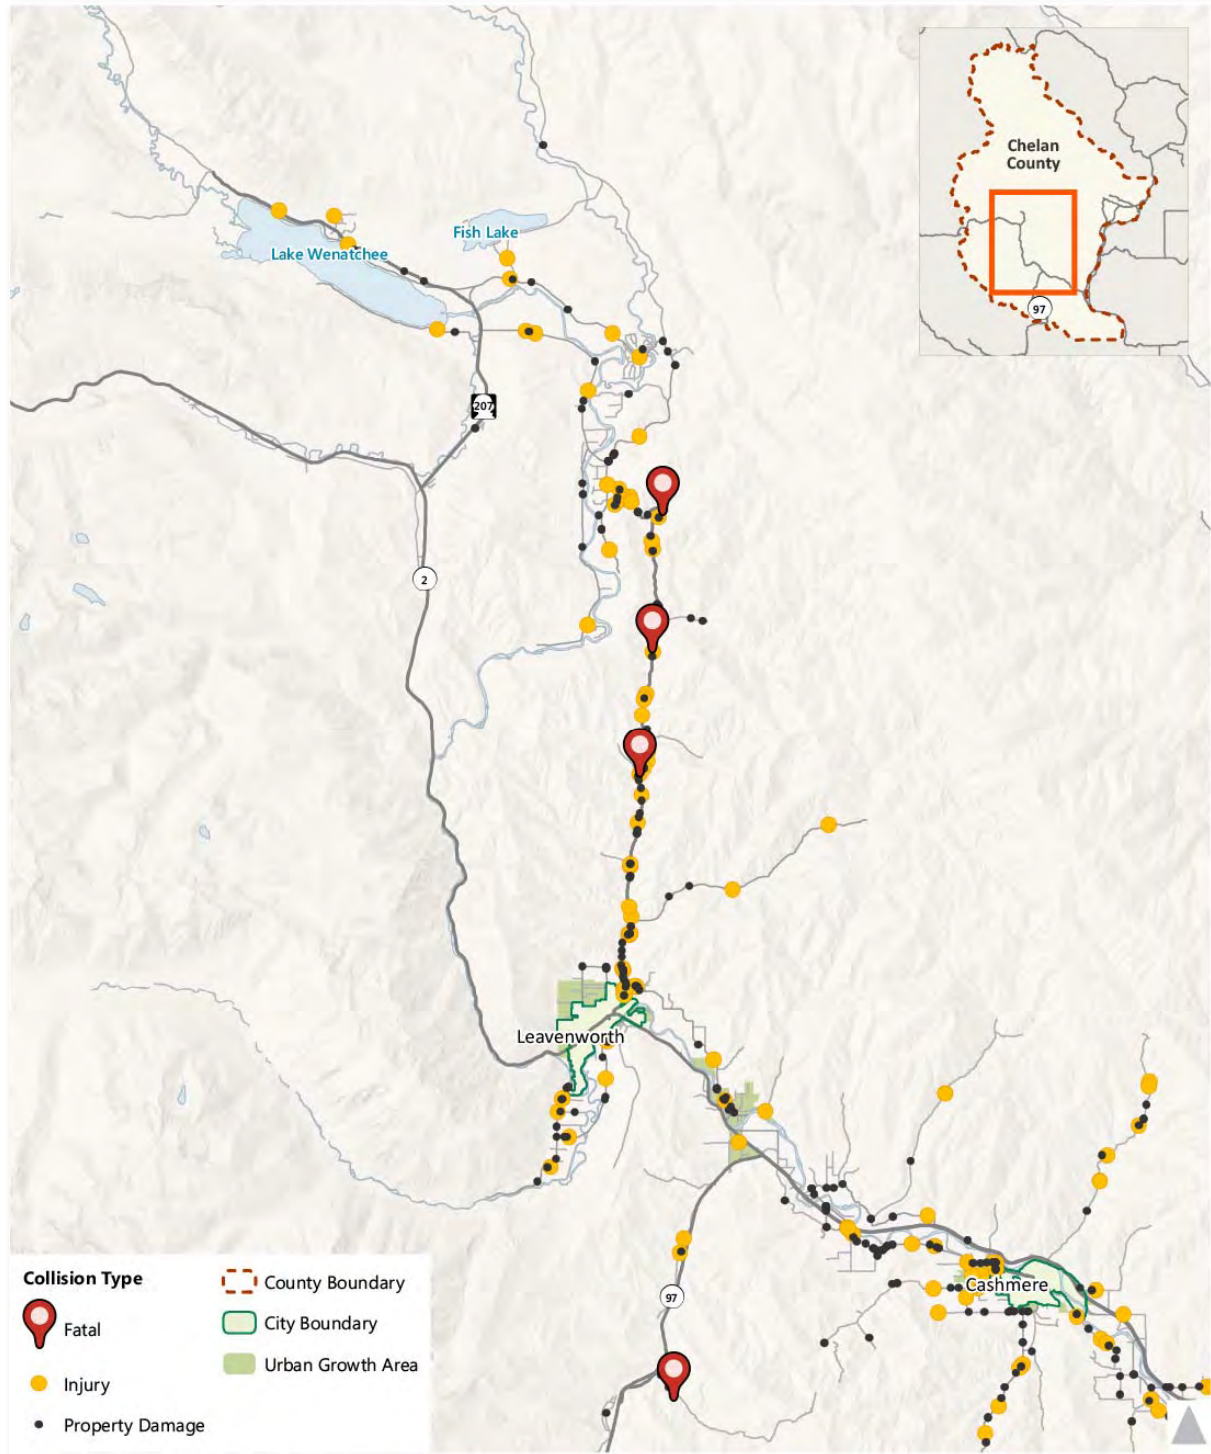 Chelan
County
97
Fish Lake
Lake Wenatchee
207
2
Leavenworth
97
Cashmere
Collision Type
Fatal
Injury
Property Damage
County Boundary
City Boundary
Urban Growth Area